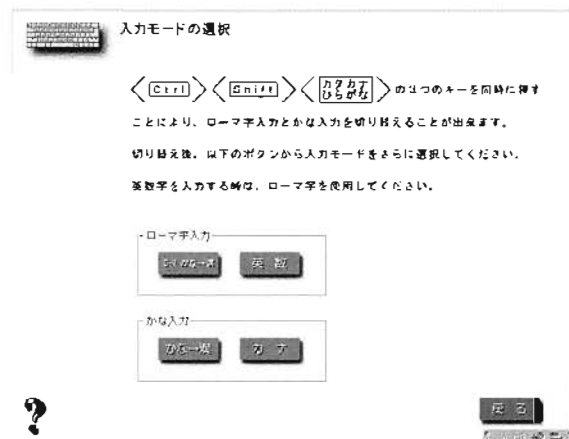 入力モードの選択
〈Ctrl〉〈Shift〉〈カタカナ ひらがな〉の3つのキーを同時に押す
ことにより、ローマ字入力とかな入力を切り替えることが出来ます。
切り替え後、以下のボタンから入力モードをさらに選択してください。
英数字を入力する時は、ローマ字を使用してください。
ローマ字入力
英 数
かな入力
かな→漢
カ ナ
?
戻 る